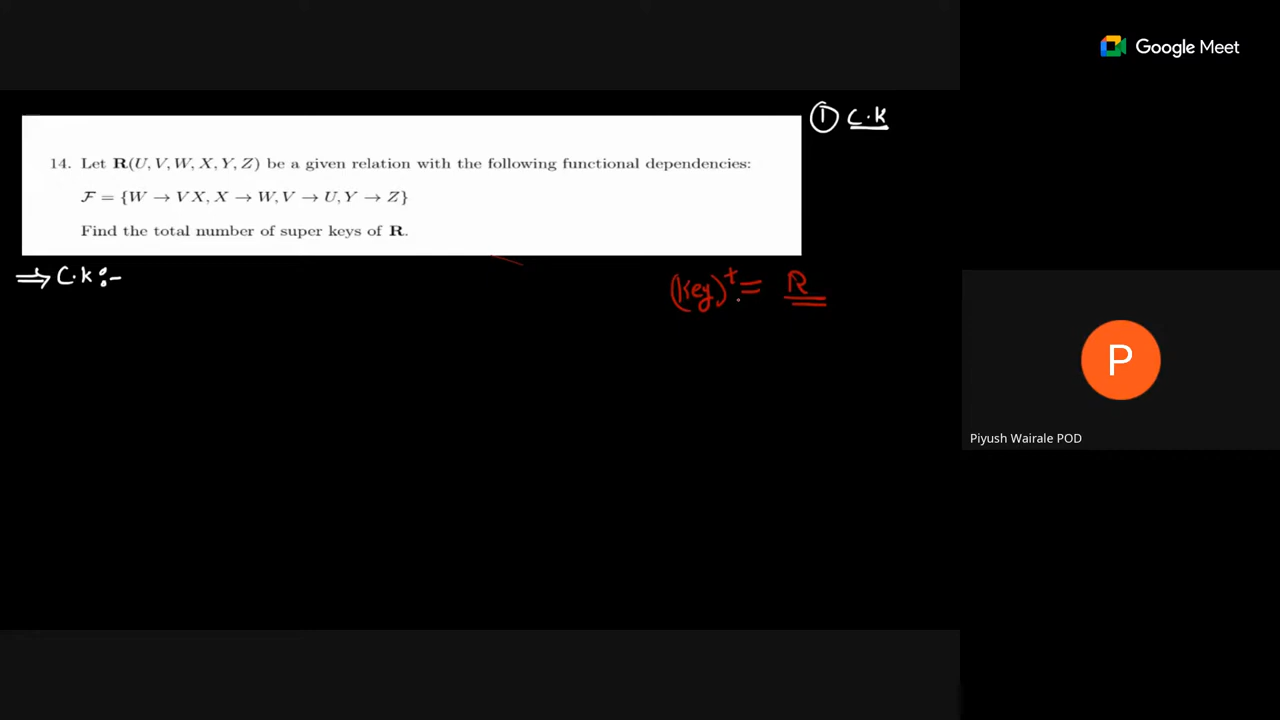 Google Meet
① C.K
14. Let R(U, V, W, X, Y, Z) be a given relation with the following functional dependencies:
F = {W → VX, X → W, V → U, Y → Z}
Find the total number of super keys of R.
⇒ C.K :-
(key)⁺ = R
P
Piyush Wairale POD